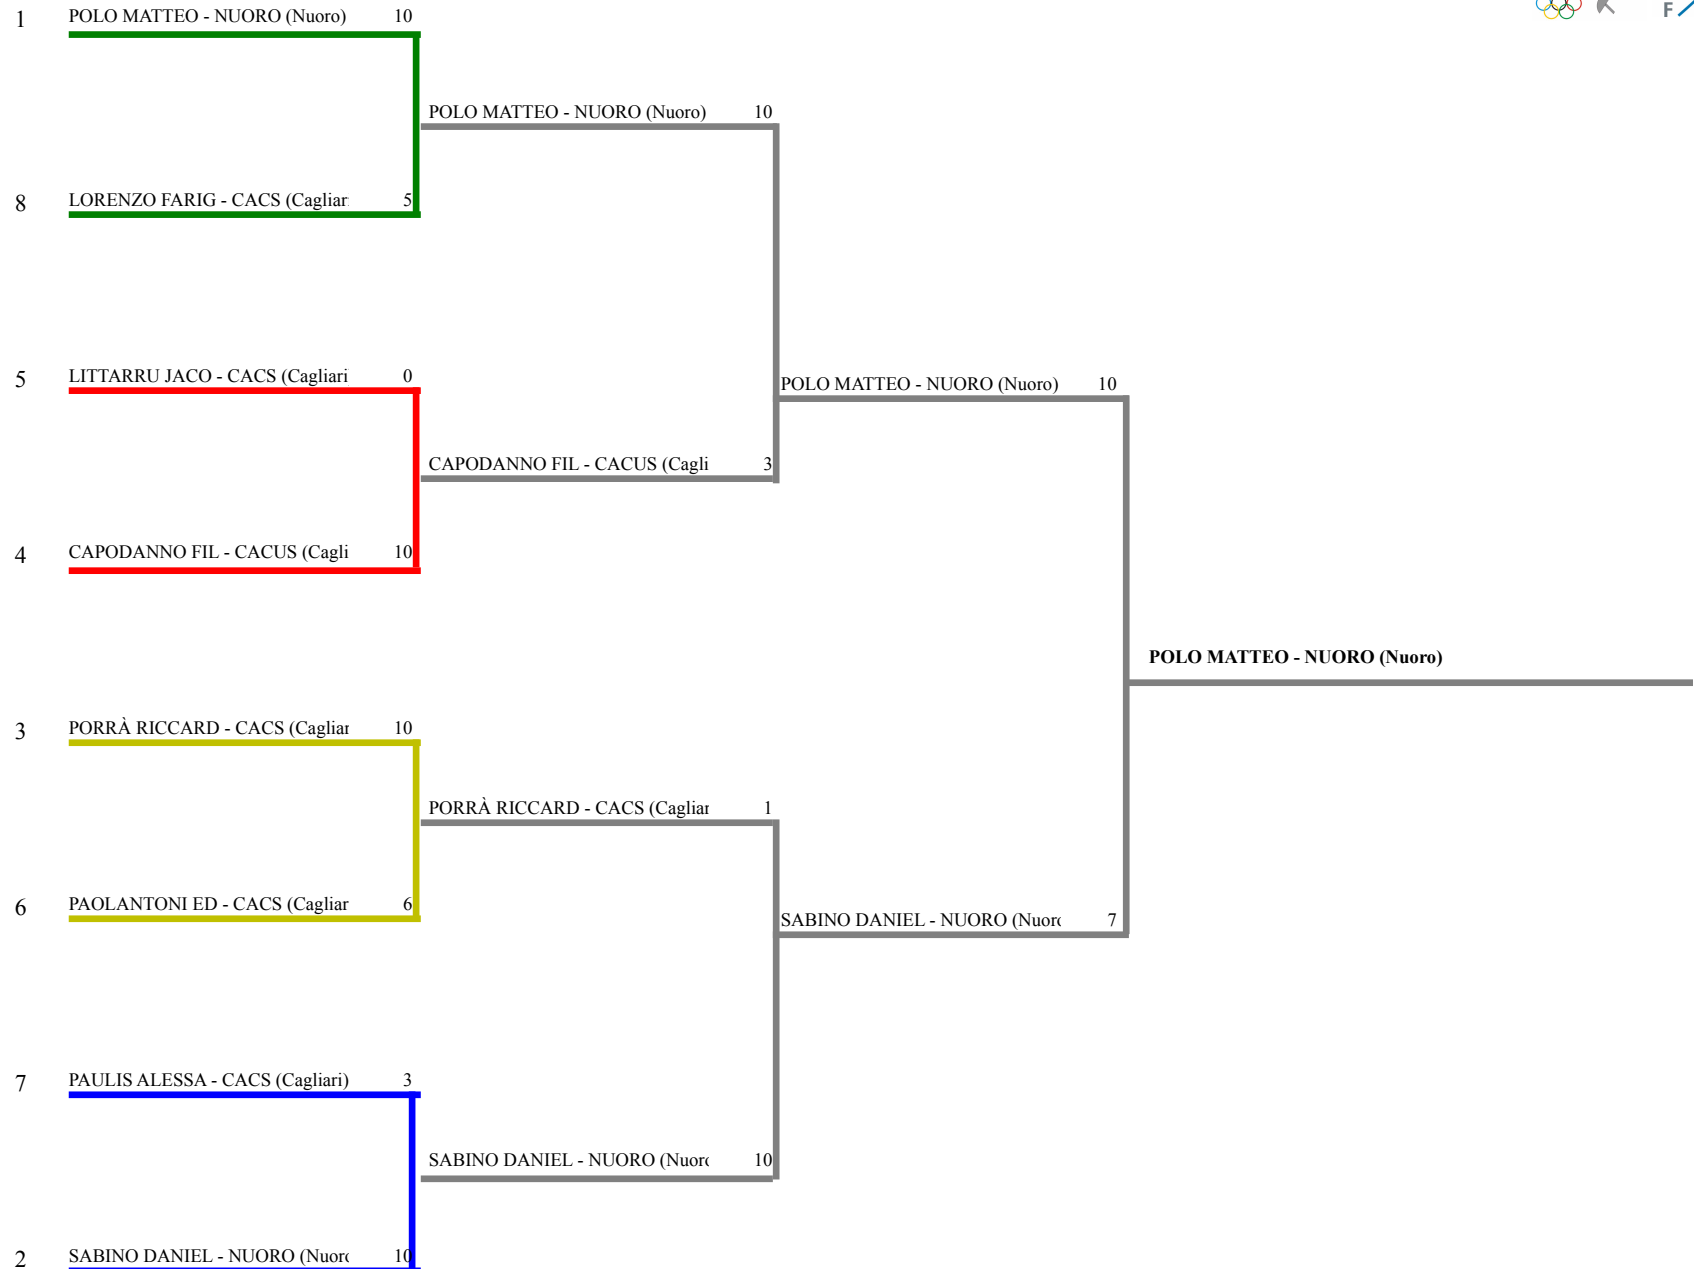 1 POLO MATTEO - NUORO (Nuoro) 10
F
POLO MATTEO - NUORO (Nuoro) 10
8 LORENZO FARIG - CACS (Cagliar 5
5 LITTARRU JACO - CACS (Cagliari 0
POLO MATTEO - NUORO (Nuoro) 10
CAPODANNO FIL - CACUS (Cagli 3
4 CAPODANNO FIL - CACUS (Cagli 10
POLO MATTEO - NUORO (Nuoro)
3 PORRÀ RICCARD - CACS (Cagliar 10
PORRÀ RICCARD - CACS (Cagliar 1
6 PAOLANTONI ED - CACS (Cagliar 6
SABINO DANIEL - NUORO (Nuoro 7
7 PAULIS ALESSA - CACS (Cagliari) 3
SABINO DANIEL - NUORO (Nuoro 10
2 SABINO DANIEL - NUORO (Nuoro 10